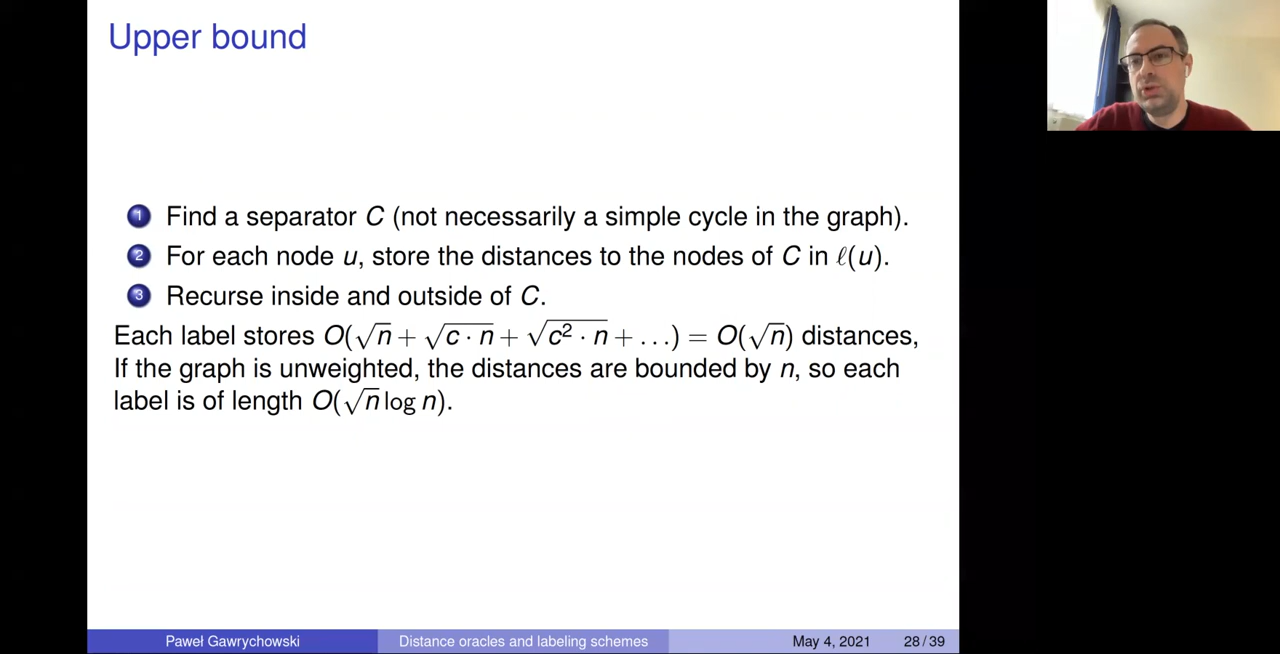 Upper bound
1 Find a separator C (not necessarily a simple cycle in the graph).
2 For each node u, store the distances to the nodes of C in ℓ(u).
3 Recurse inside and outside of C.
Each label stores O(√n + √c · n + √c² · n + …) = O(√n) distances,
If the graph is unweighted, the distances are bounded by n, so each
label is of length O(√n log n).
Paweł Gawrychowski Distance oracles and labeling schemes May 4, 2021 28 / 39